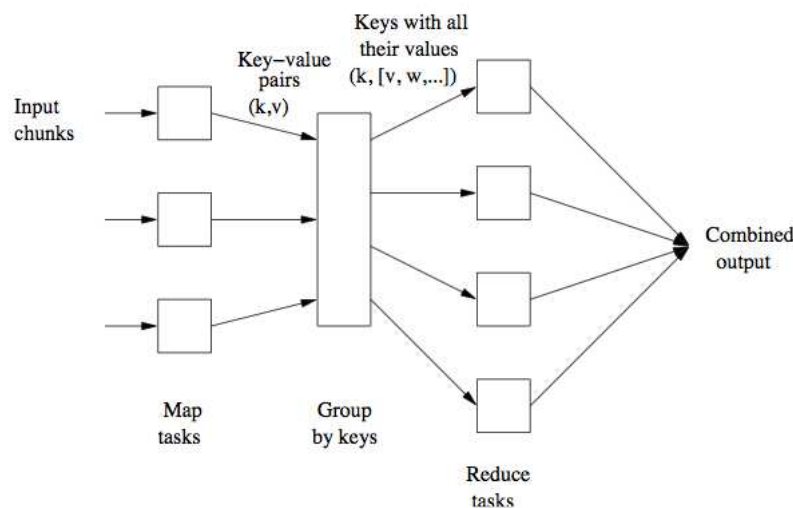 Keys with all
their values
(k, [v, w,...])
Key−value
pairs
(k,v)
Input
chunks
Combined
output
Map
tasks
Group
by keys
Reduce
tasks